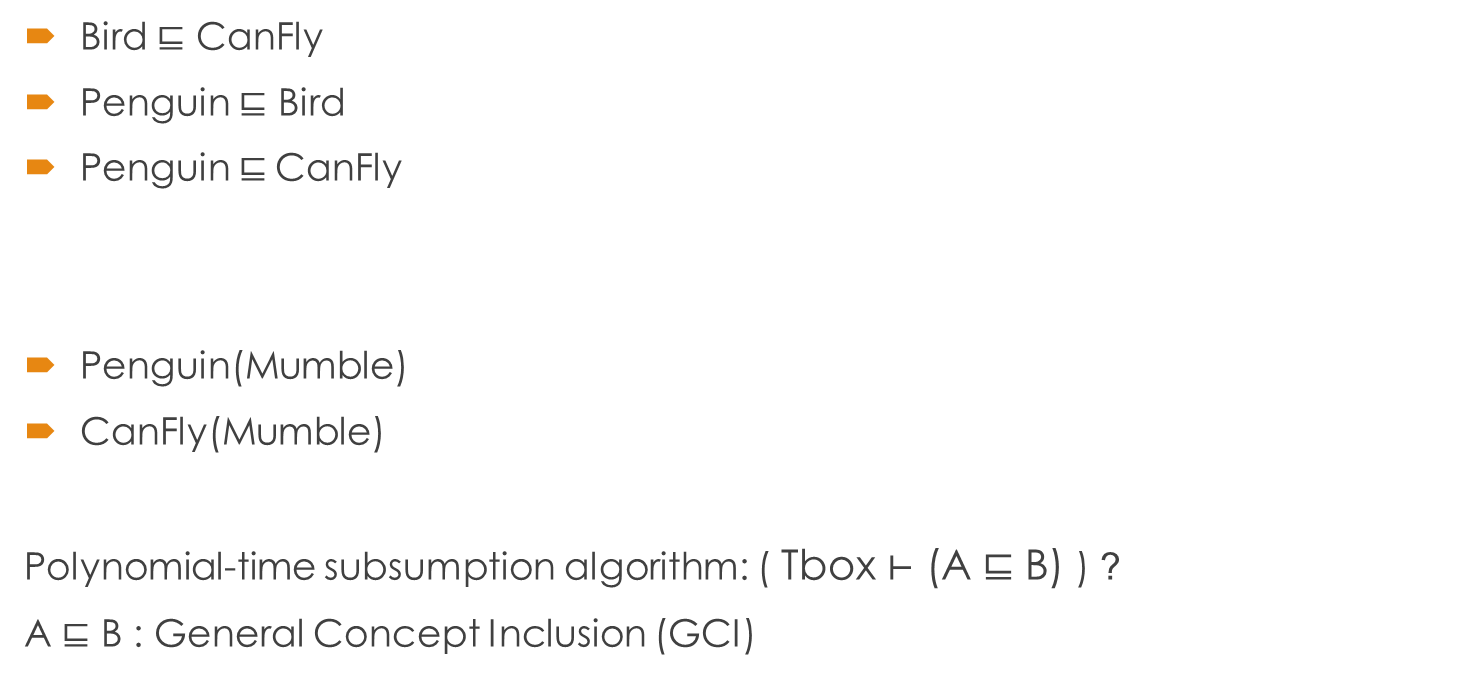 Bird ⊑ CanFly
Penguin ⊑ Bird
Penguin ⊑ CanFly
Penguin(Mumble)
CanFly(Mumble)
Polynomial-time subsumption algorithm: ( Tbox ⊢ (A ⊑ B) ) ?
A ⊑ B : General Concept Inclusion (GCI)